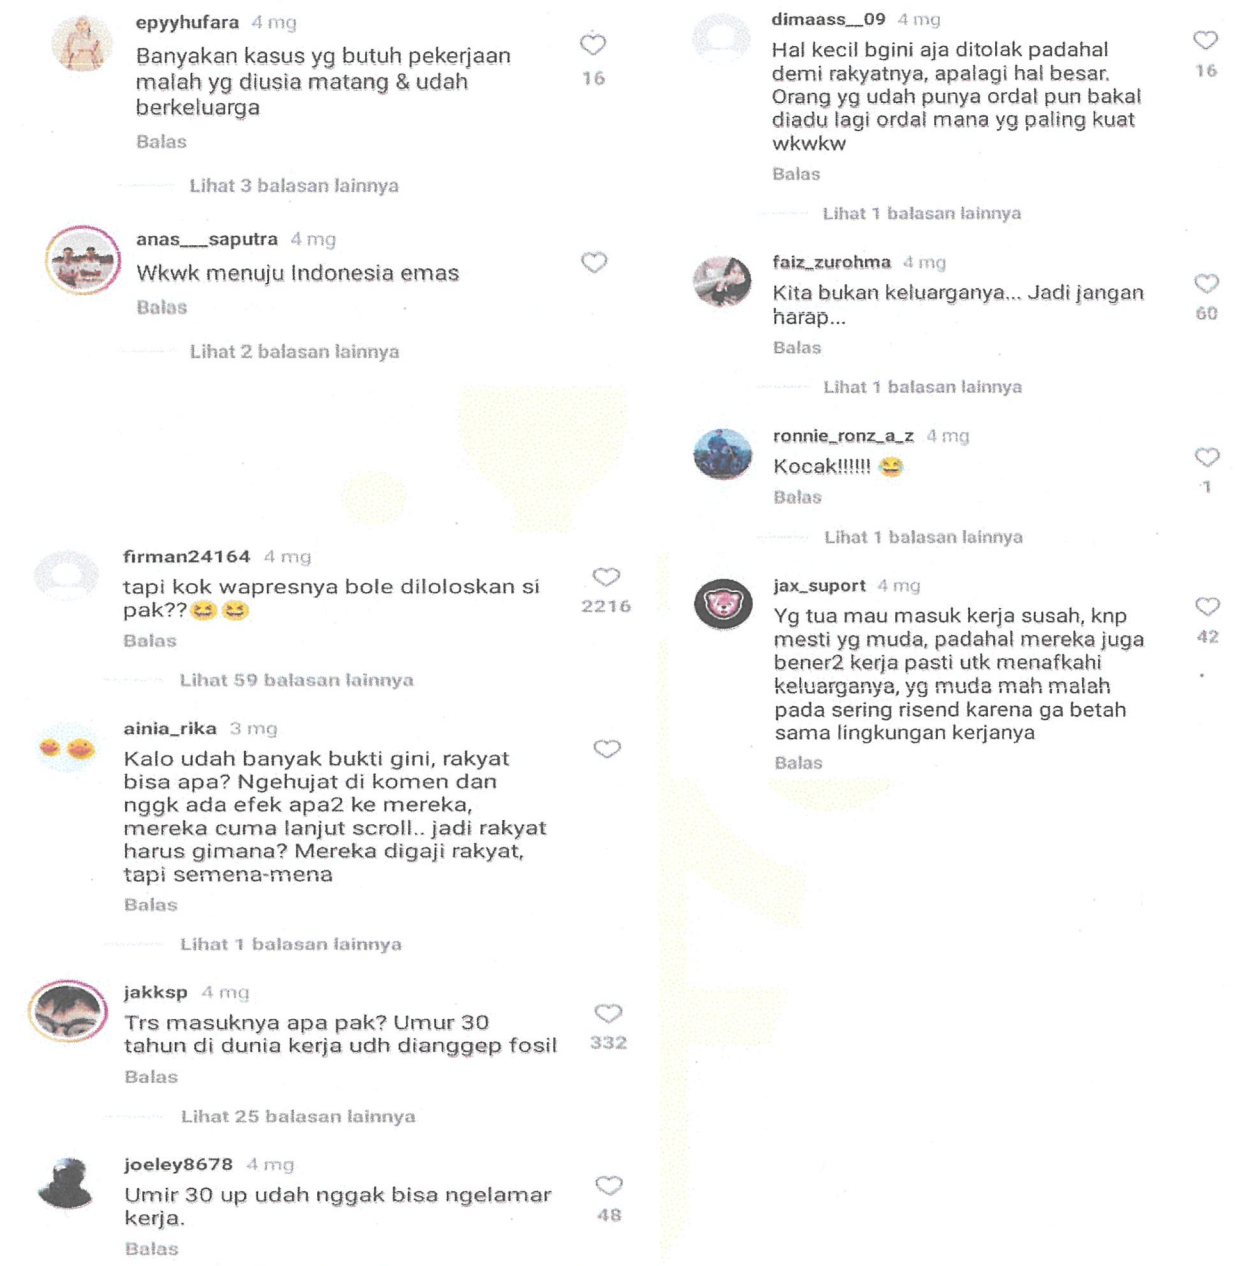 epyyhufara 4 mg
Banyakan kasus yg butuh pekerjaan
malah yg diusia matang & udah
berkeluarga
16
Balas
Lihat 3 balasan lainnya
anas___saputra 4 mg
Wkwk menuju Indonesia emas
Balas
Lihat 2 balasan lainnya
firman24164 4 mg
tapi kok wapresnya bole diloloskan si
pak??😆😆
2216
Balas
Lihat 59 balasan lainnya
ainia_rika 3 mg
Kalo udah banyak bukti gini, rakyat
bisa apa? Ngehujat di komen dan
nggk ada efek apa2 ke mereka,
mereka cuma lanjut scroll.. jadi rakyat
harus gimana? Mereka digaji rakyat,
tapi semena-mena
Balas
Lihat 1 balasan lainnya
jakksp 4 mg
Trs masuknya apa pak? Umur 30
tahun di dunia kerja udh dianggep fosil
332
Balas
Lihat 25 balasan lainnya
joeley8678 4 mg
Umir 30 up udah nggak bisa ngelamar
kerja.
48
Balas
dimaass__09 4 mg
Hal kecil bgini aja ditolak padahal
demi rakyatnya, apalagi hal besar.
Orang yg udah punya ordal pun bakal
diadu lagi ordal mana yg paling kuat
wkwkw
16
Balas
Lihat 1 balasan lainnya
faiz_zurohma 4 mg
Kita bukan keluarganya... Jadi jangan
harap...
60
Balas
Lihat 1 balasan lainnya
ronnie_ronz_a_z 4 mg
Kocak!!!!!! 😆
1
Balas
Lihat 1 balasan lainnya
jax_suport 4 mg
Yg tua mau masuk kerja susah, knp
mesti yg muda, padahal mereka juga
bener2 kerja pasti utk menafkahi
keluarganya, yg muda mah malah
pada sering risend karena ga betah
sama lingkungan kerjanya
42
Balas